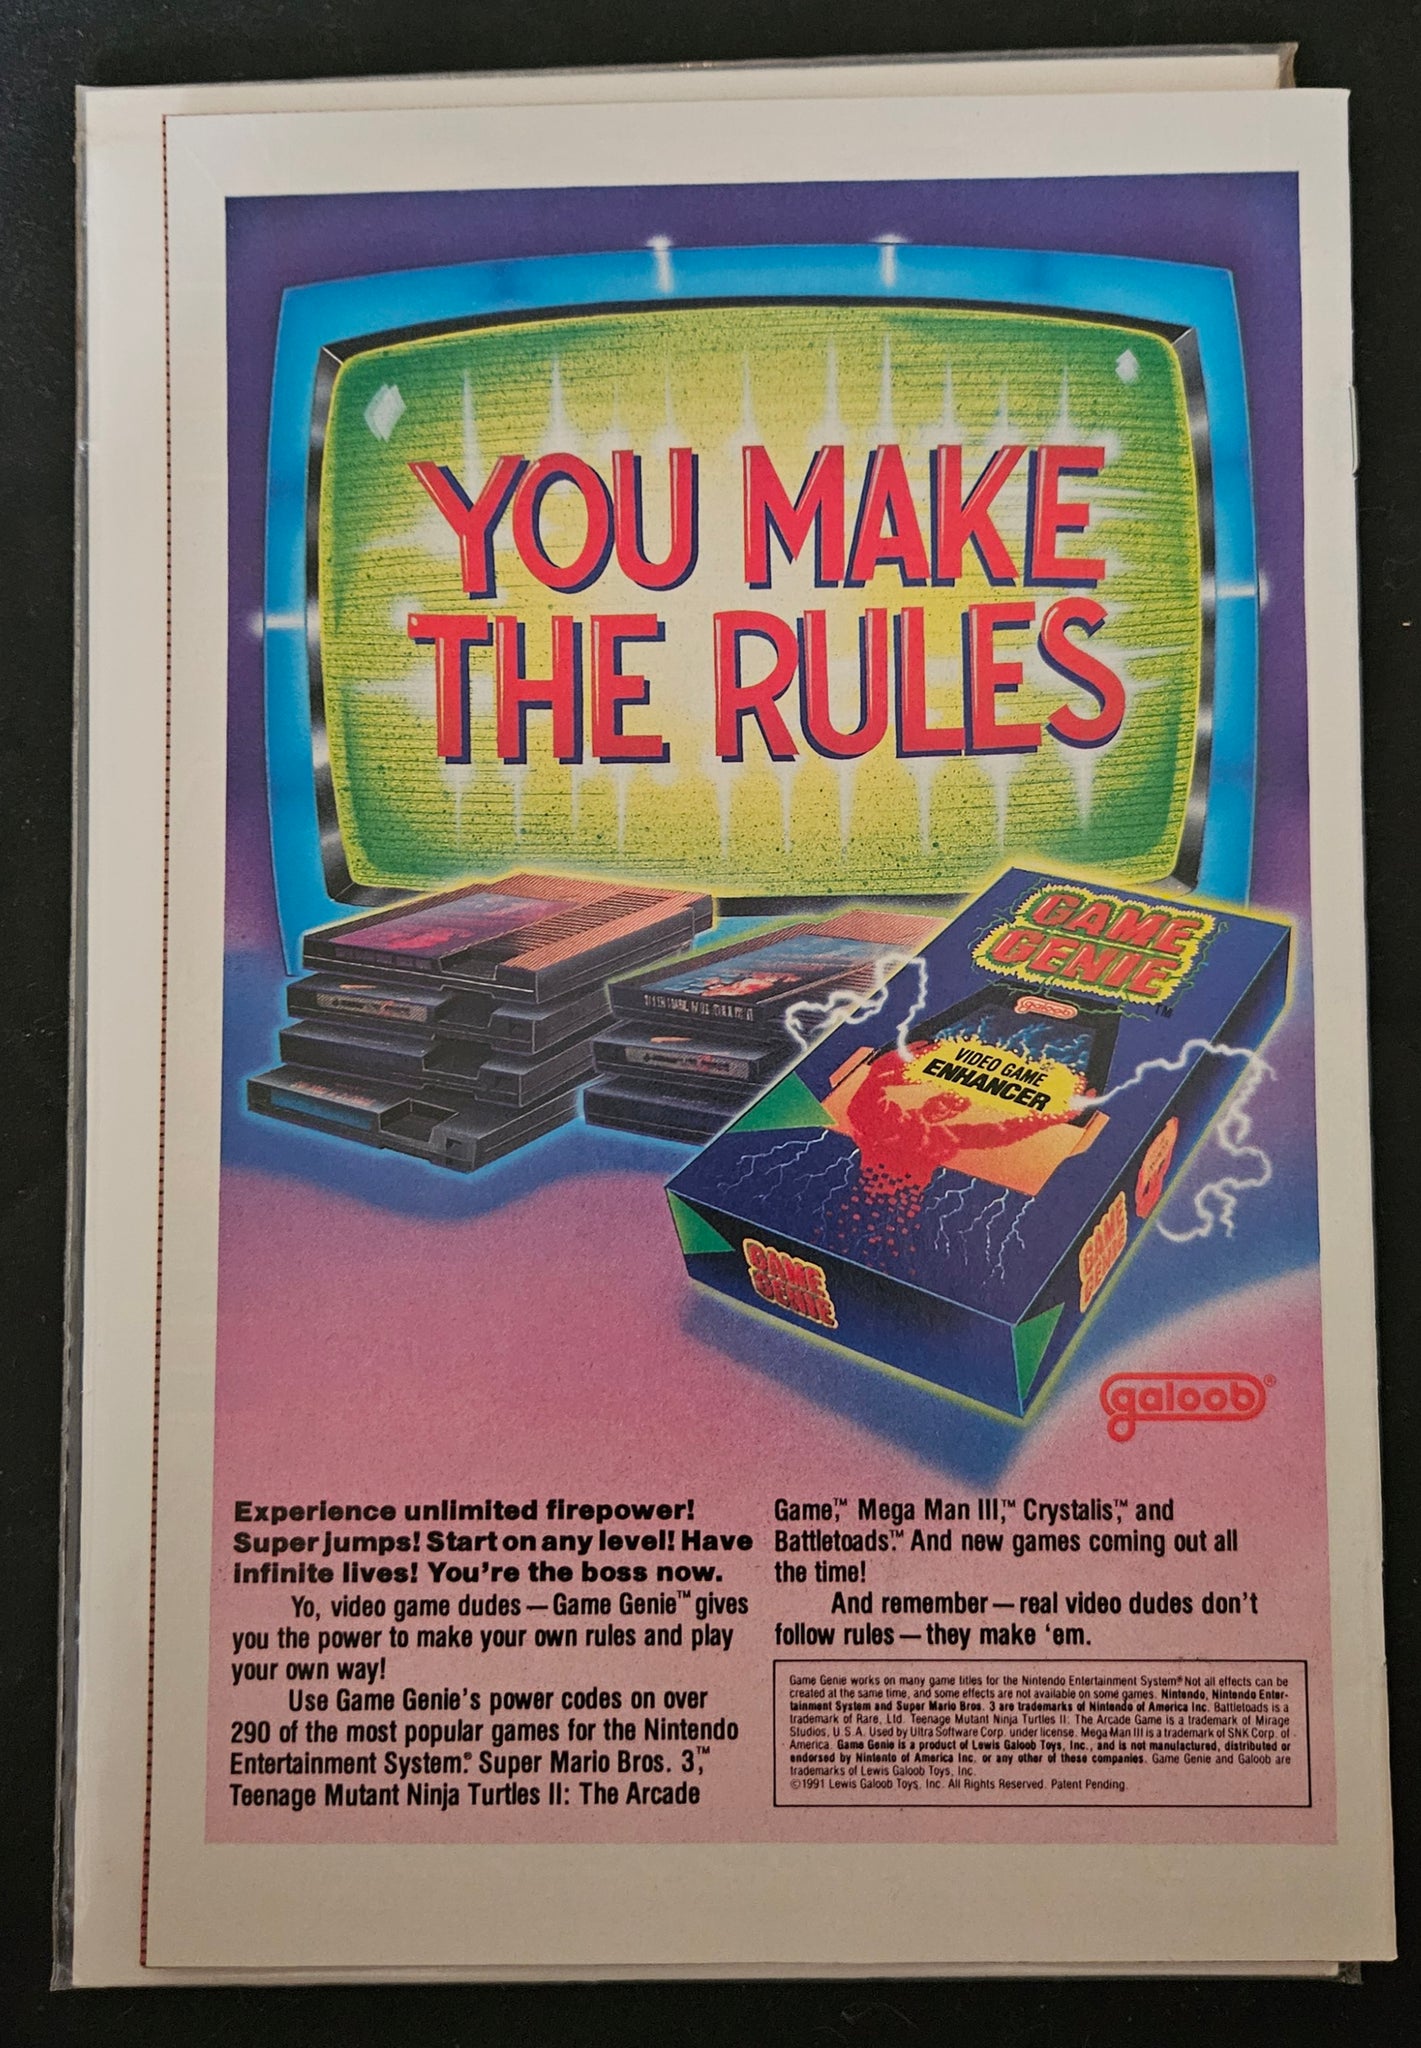 YOU MAKE
THE RULES
GAME
GENIE
TM
galoob
VIDEO GAME
ENHANCER
GAME
GENIE
GAME
GENIE
galoob®
Experience unlimited firepower!
Super jumps! Start on any level! Have
infinite lives! You're the boss now.
Yo, video game dudes — Game Genie™ gives
you the power to make your own rules and play
your own way!
Use Game Genie's power codes on over
290 of the most popular games for the Nintendo
Entertainment System.® Super Mario Bros. 3,™
Teenage Mutant Ninja Turtles II: The Arcade
Game,™ Mega Man III,™ Crystalis,™ and
Battletoads.™ And new games coming out all
the time!
And remember — real video dudes don't
follow rules — they make 'em.
Game Genie works on many game titles for the Nintendo Entertainment System.® Not all effects can be
created at the same time, and some effects are not available on some games. Nintendo, Nintendo Enter-
tainment System and Super Mario Bros. 3 are trademarks of Nintendo of America Inc. Battletoads is a
trademark of Rare, Ltd. Teenage Mutant Ninja Turtles II: The Arcade Game is a trademark of Mirage
Studios, U.S.A. Used by Ultra Software Corp. under license. Mega Man III is a trademark of SNK Corp. of
America. Game Genie is a product of Lewis Galoob Toys, Inc., and is not manufactured, distributed or
endorsed by Nintento of America Inc. or any other of these companies. Game Genie and Galoob are
trademarks of Lewis Galoob Toys, Inc.
©1991 Lewis Galoob Toys, Inc. All Rights Reserved. Patent Pending.